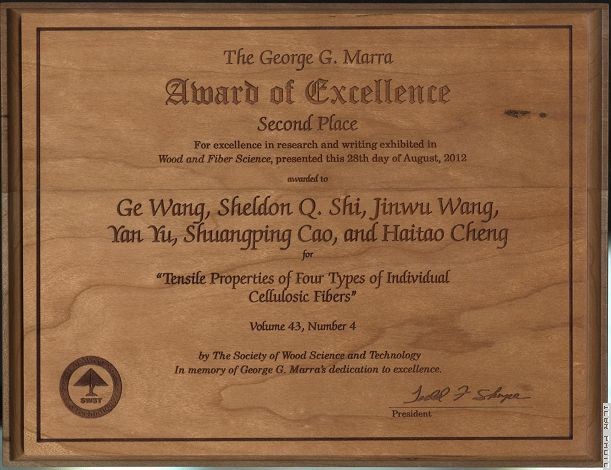 The George G. Marra
Award of Excellence
Second Place
For excellence in research and writing exhibited in
Wood and Fiber Science, presented this 28th day of August, 2012
awarded to
Ge Wang, Sheldon Q. Shi, Jinwu Wang,
Yan Yu, Shuangping Cao, and Haitao Cheng
for
"Tensile Properties of Four Types of Individual
Cellulosic Fibers"
Volume 43, Number 4
by The Society of Wood Science and Technology
In memory of George G. Marra's dedication to excellence.
SWST
President